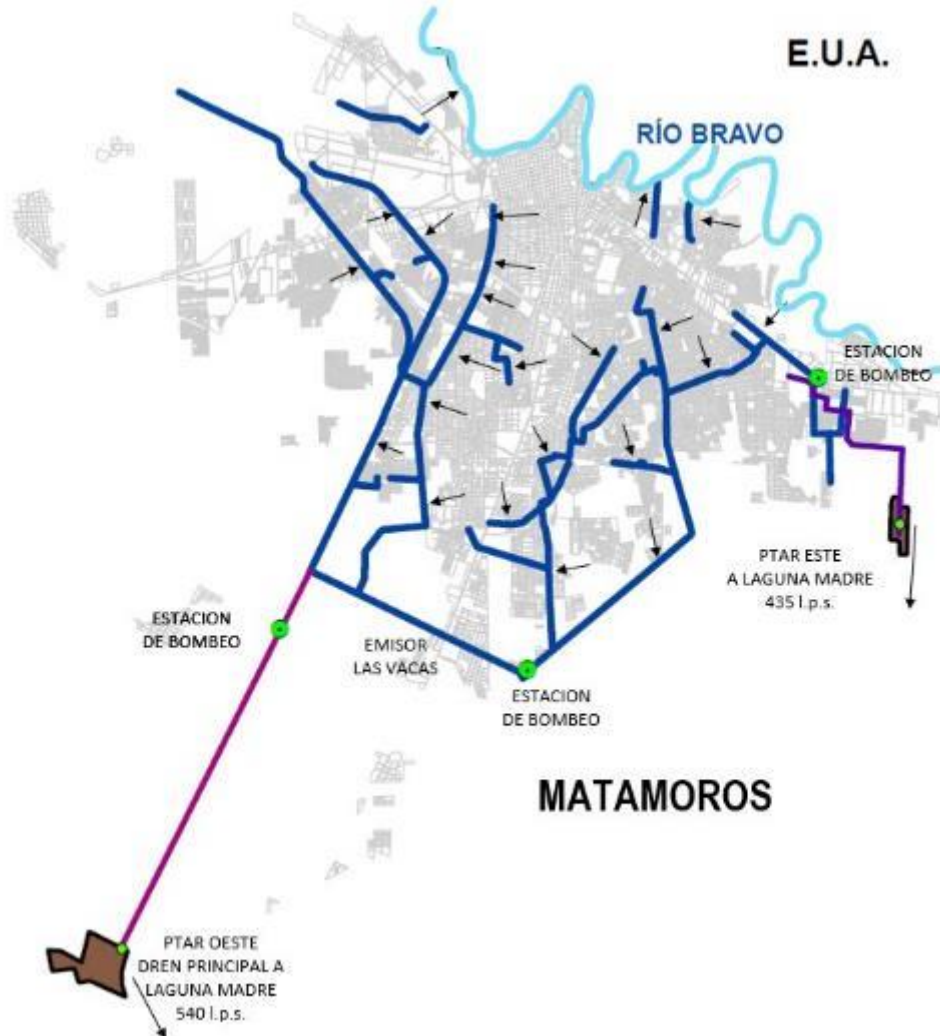 E.U.A.
RÍO BRAVO
ESTACION
DE BOMBEO
PTAR ESTE
A LAGUNA MADRE
435 l.p.s.
ESTACION
DE BOMBEO
EMISOR
LAS VACAS
ESTACION
DE BOMBEO
MATAMOROS
PTAR OESTE
DREN PRINCIPAL A
LAGUNA MADRE
540 l.p.s.